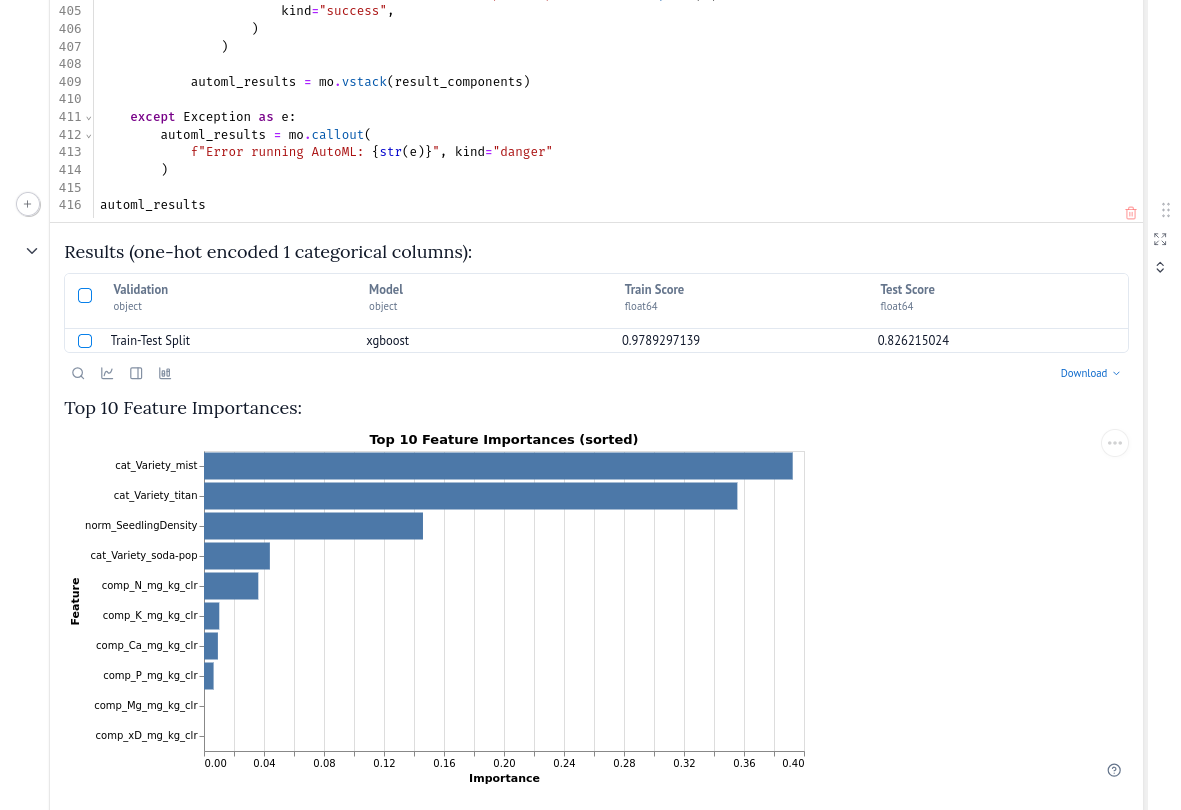 405 kind="success",
406 )
407 )
408
409 automl_results = mo.vstack(result_components)
410
411 except Exception as e:
412 automl_results = mo.callout(
413 f"Error running AutoML: {str(e)}", kind="danger"
414 )
415
416 automl_results
Results (one-hot encoded 1 categorical columns):
Validation Model Train Score Test Score
object object float64 float64
Train-Test Split xgboost 0.9789297139 0.826215024
Download
Top 10 Feature Importances:
Top 10 Feature Importances (sorted)
cat_Variety_mist
cat_Variety_titan
norm_SeedlingDensity
cat_Variety_soda-pop
comp_N_mg_kg_clr
comp_K_mg_kg_clr
comp_Ca_mg_kg_clr
comp_P_mg_kg_clr
comp_Mg_mg_kg_clr
comp_xD_mg_kg_clr
Feature
0.00 0.04 0.08 0.12 0.16 0.20 0.24 0.28 0.32 0.36 0.40
Importance